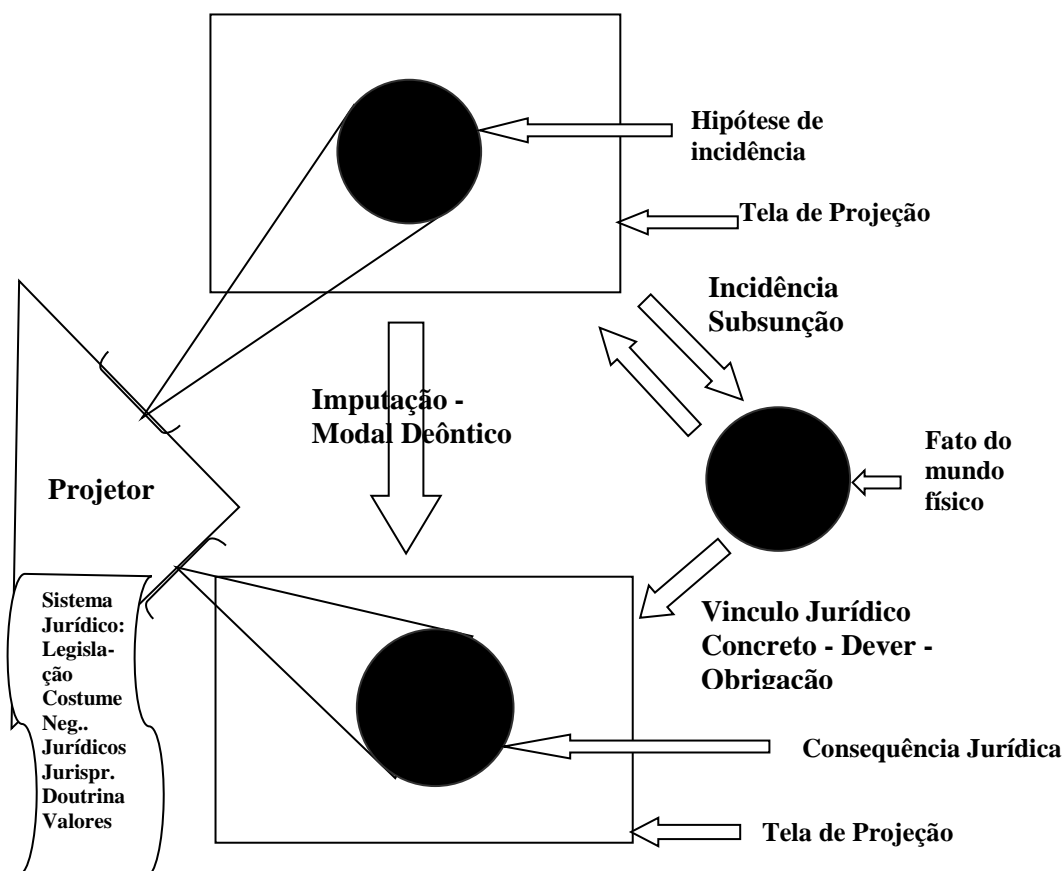 Hipótese de
incidência
Tela de Projeção
Incidência
Subsunção
Imputação -
Modal Deôntico
Fato do
mundo
físico
Projetor
Sistema
Jurídico:
Legisla-
ção
Costume
Neg..
Jurídicos
Jurispr.
Doutrina
Valores
Vinculo Jurídico
Concreto - Dever -
Obrigação
Consequência Jurídica
Tela de Projeção